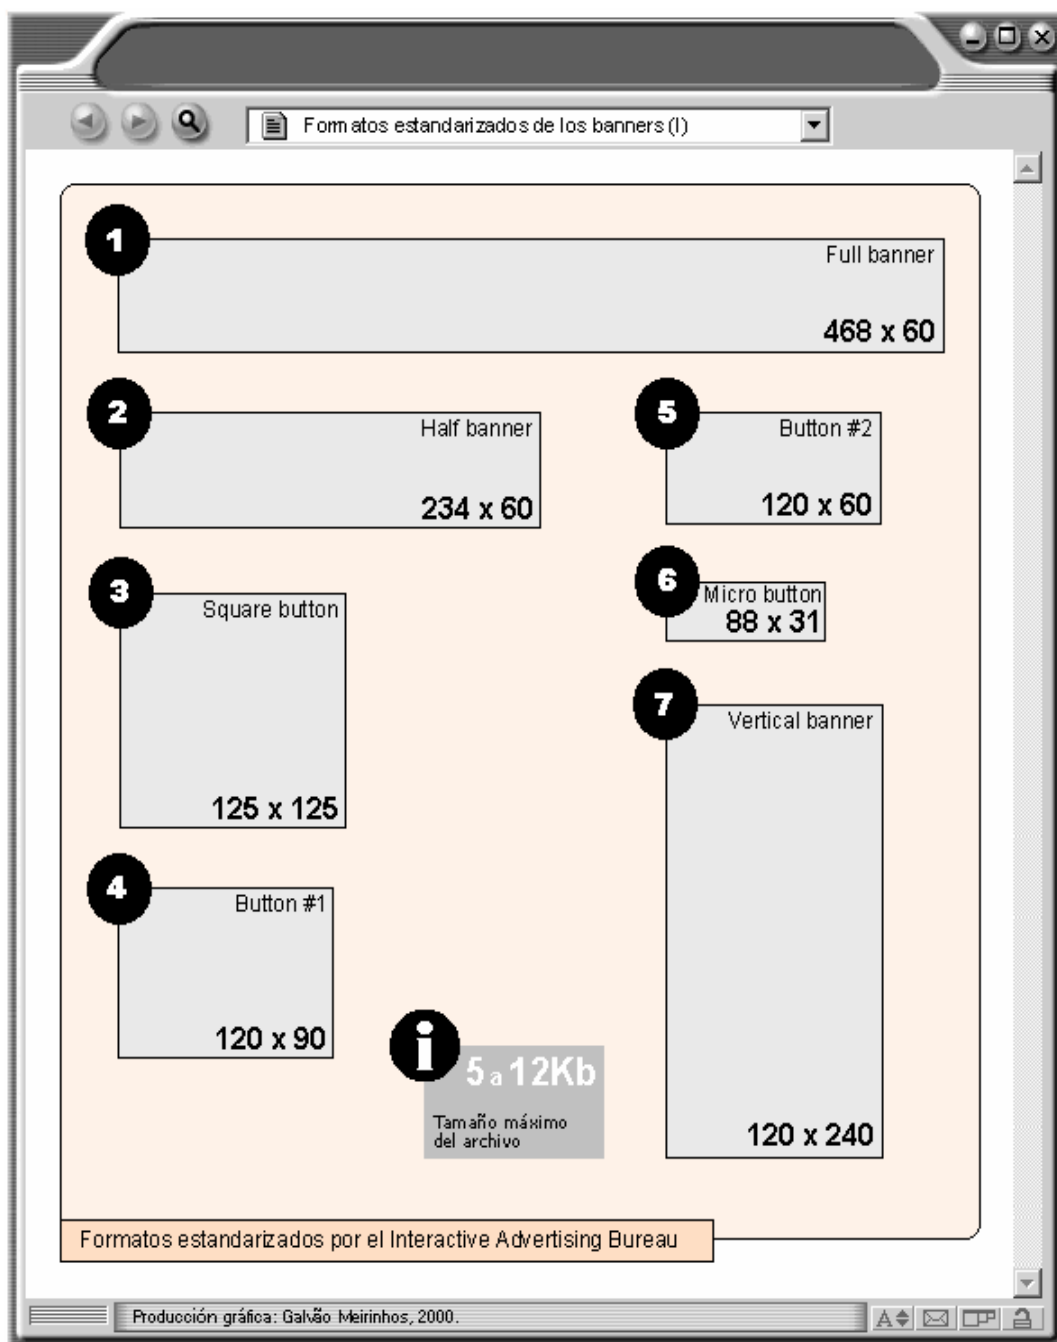 Formatos estandarizados de los banners (I)
1
Full banner
468 x 60
2
Half banner
234 x 60
5
Button #2
120 x 60
3
Square button
125 x 125
6
Micro button
88 x 31
7
Vertical banner
120 x 240
4
Button #1
120 x 90
i
5 a 12Kb
Tamaño máximo
del archivo
Formatos estandarizados por el Interactive Advertising Bureau
Producción gráfica: Galvão Meirinhos, 2000.
A